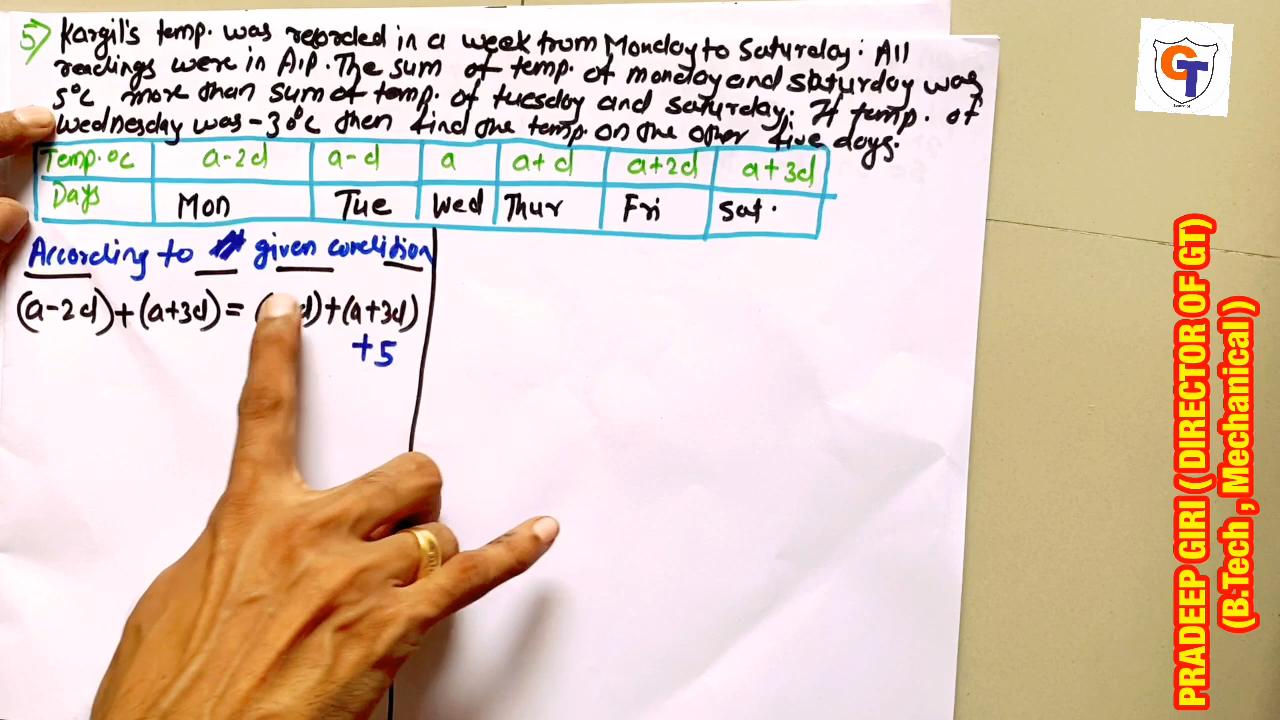 5) Kargil's temp. was recorded in a week from Monday to Saturday. All
readings were in A.P. The sum of temp. of monday and saturday was
5°C more than sum of temp. of tuesday and saturday. If temp. of
Wednesday was -30°C then find the temp. on the other five days.
Temp. °C a-2d a-d a a+d a+2d a+3d
Days Mon Tue Wed Thur Fri Sat.
According to given condition
(a-2d)+(a+3d)= ( d)+(a+3d)
+5
GT
PRADEEP GIRI ( DIRECTOR OF GT)
(B.Tech , Mechanical )